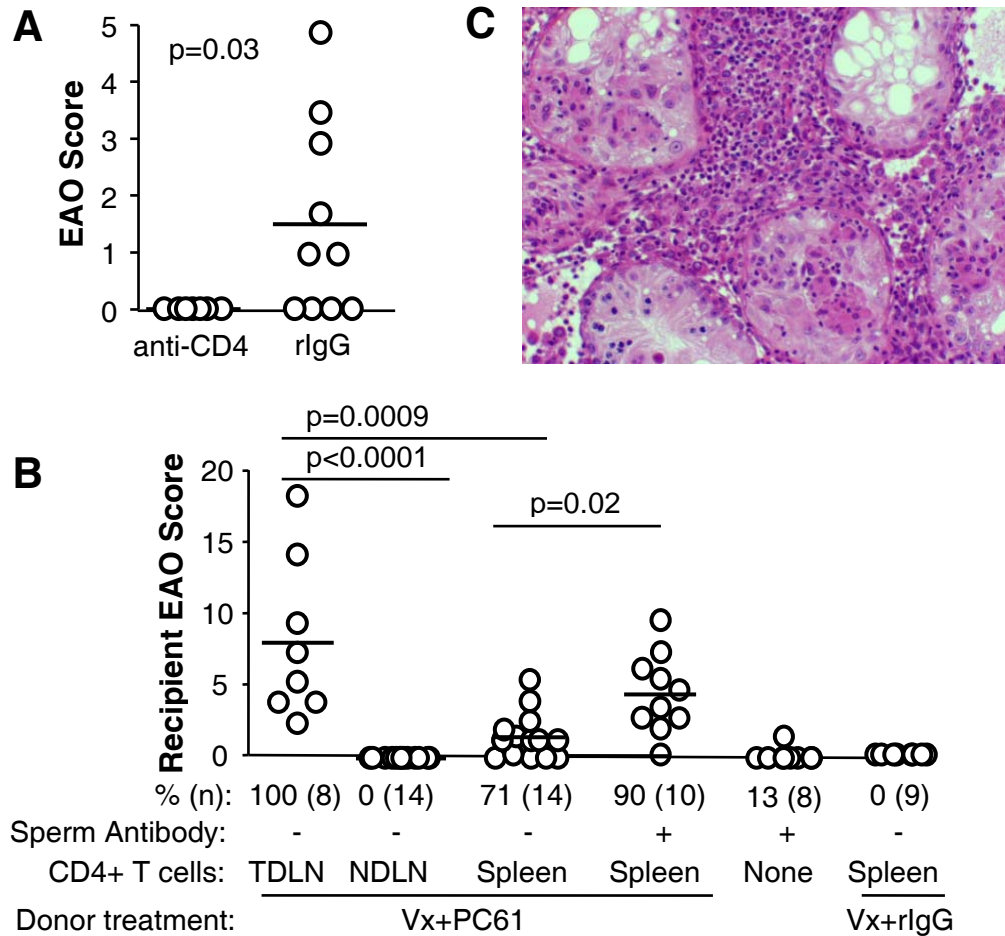 A
EAO Score
5
4
3
2
1
0
p=0.03
anti-CD4 rIgG
C
B
Recipient EAO Score
20
15
10
5
0
p=0.0009
p<0.0001
p=0.02
% (n): 100 (8) 0 (14) 71 (14) 90 (10) 13 (8) 0 (9)
Sperm Antibody: - - - + + -
CD4+ T cells: TDLN NDLN Spleen Spleen None Spleen
Donor treatment: Vx+PC61 Vx+rIgG